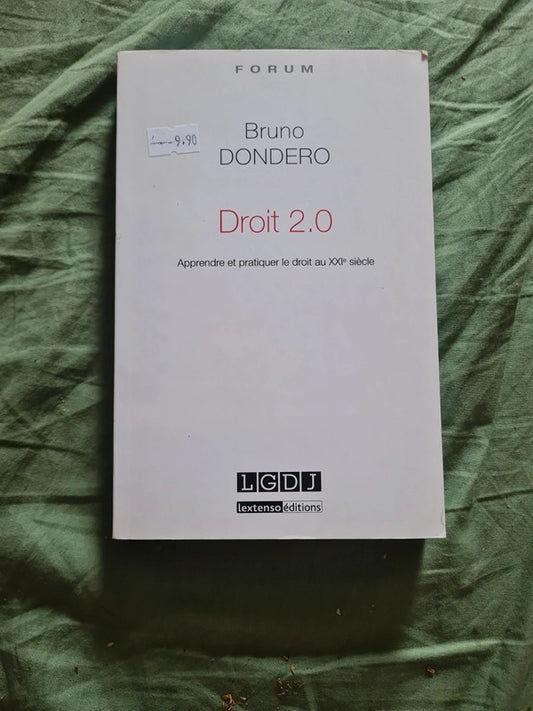 FORUM
Bruno
DONDERO
9.90
Droit 2.0
Apprendre et pratiquer le droit au XXIe siècle
LGDJ
lextenso éditions